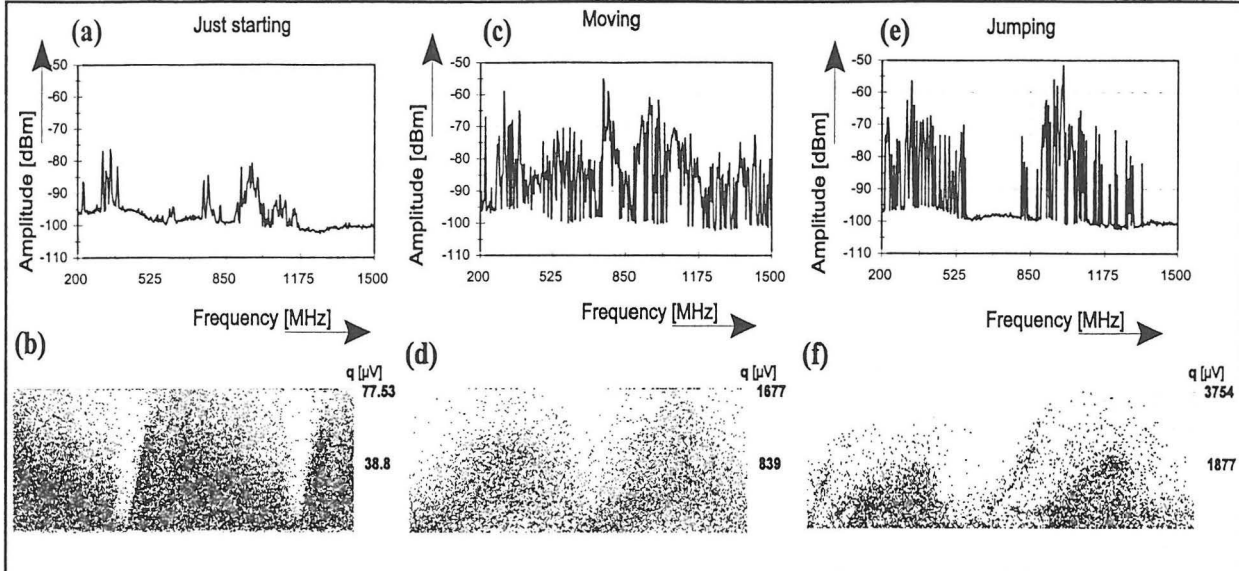 (a) Just starting
Amplitude [dBm]
-50
-60
-70
-80
-90
-100
-110
200 525 850 1175 1500
Frequency [MHz]
(b)
q [µV]
77.53
38.8
(c) Moving
Amplitude [dBm]
-50
-60
-70
-80
-90
-100
-110
200 525 850 1175 1500
Frequency [MHz]
(d)
q [µV]
1677
839
(e) Jumping
Amplitude [dBm]
-50
-60
-70
-80
-90
-100
-110
200 525 850 1175 1500
Frequency [MHz]
(f)
q [µV]
3754
1877